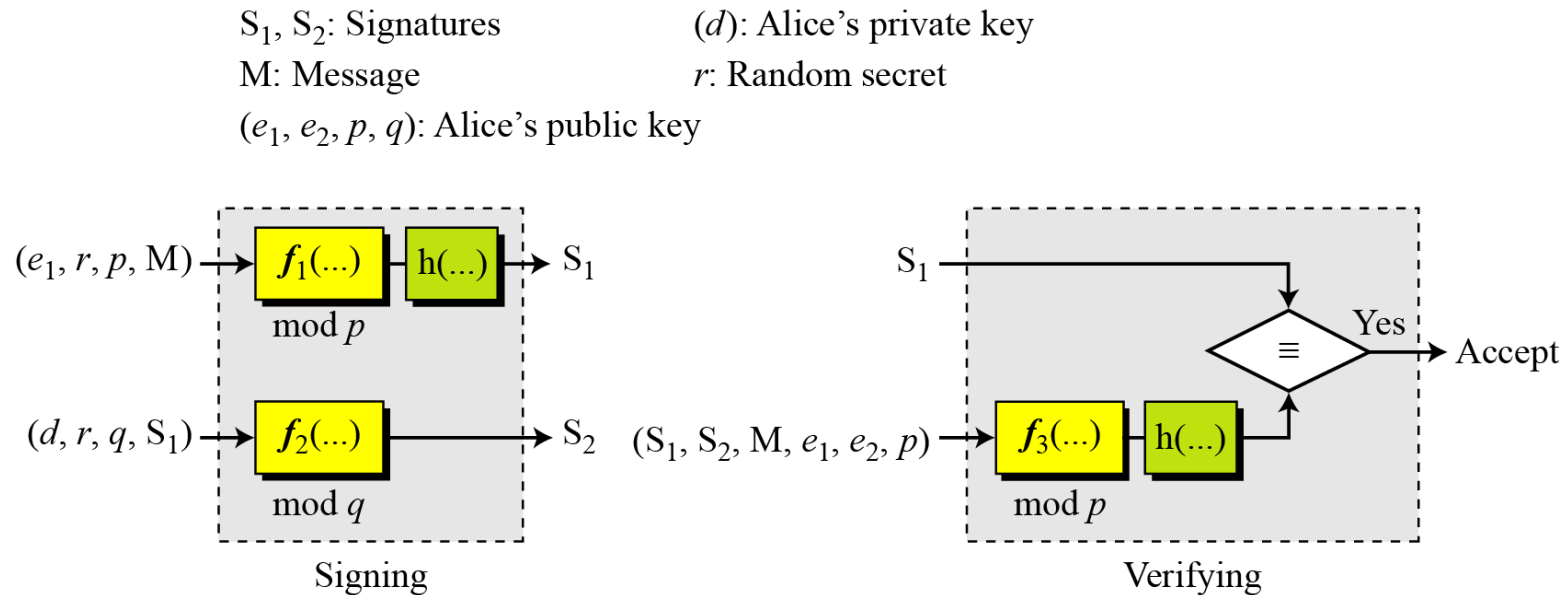 S₁, S₂: Signatures (d): Alice’s private key
M: Message r: Random secret
(e₁, e₂, p, q): Alice’s public key
(e₁, r, p, M) f₁(...) h(...) S₁
mod p
(d, r, q, S₁) f₂(...) S₂
mod q
Signing
S₁
≡ Yes Accept
(S₁, S₂, M, e₁, e₂, p) f₃(...) h(...)
mod p
Verifying